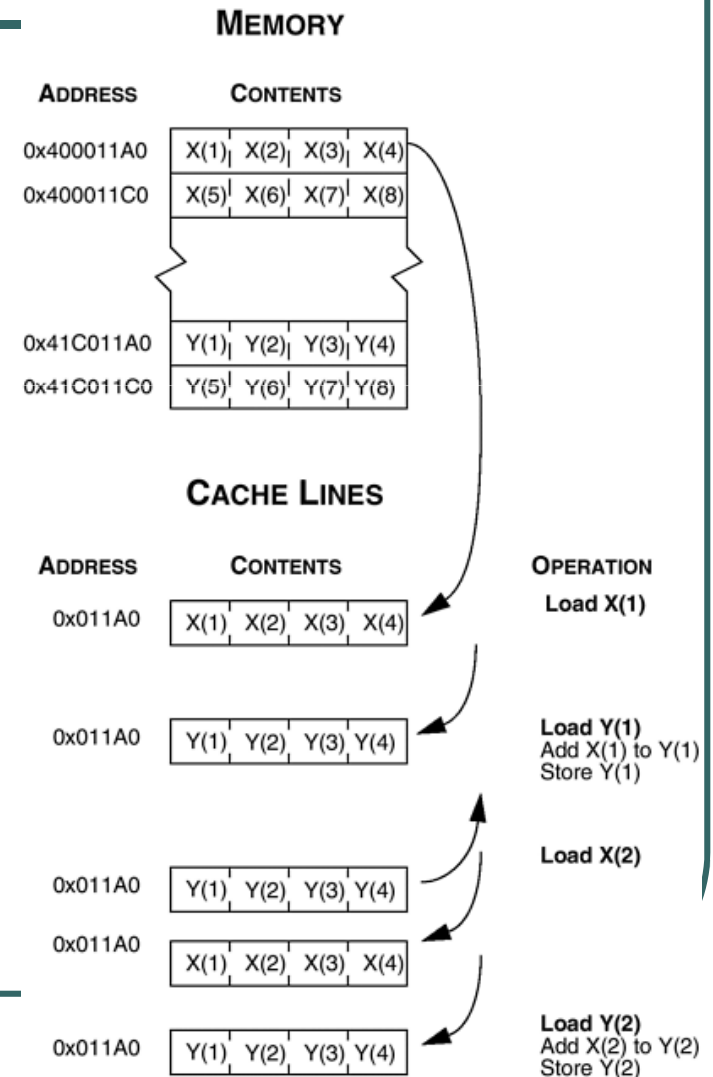 MEMORY
ADDRESS CONTENTS
0x400011A0 X(1) X(2) X(3) X(4)
0x400011C0 X(5) X(6) X(7) X(8)
0x41C011A0 Y(1) Y(2) Y(3) Y(4)
0x41C011C0 Y(5) Y(6) Y(7) Y(8)
CACHE LINES
ADDRESS CONTENTS OPERATION
0x011A0 X(1) X(2) X(3) X(4) Load X(1)
0x011A0 Y(1) Y(2) Y(3) Y(4) Load Y(1)
Add X(1) to Y(1)
Store Y(1)
Load X(2)
0x011A0 Y(1) Y(2) Y(3) Y(4)
0x011A0 X(1) X(2) X(3) X(4)
0x011A0 Y(1) Y(2) Y(3) Y(4) Load Y(2)
Add X(2) to Y(2)
Store Y(2)